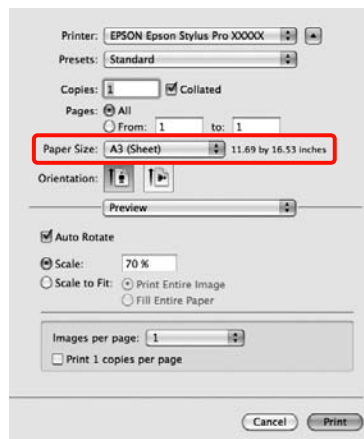 Printer: EPSON Epson Stylus Pro XXXXX
Presets: Standard
Copies: 1 Collated
Pages: All
From: 1 to: 1
Paper Size: A3 (Sheet) 11.69 by 16.53 inches
Orientation:
Preview
Auto Rotate
Scale: 70 %
Scale to Fit: Print Entire Image
Fill Entire Paper
Images per page: 1
Print 1 copies per page
Cancel Print